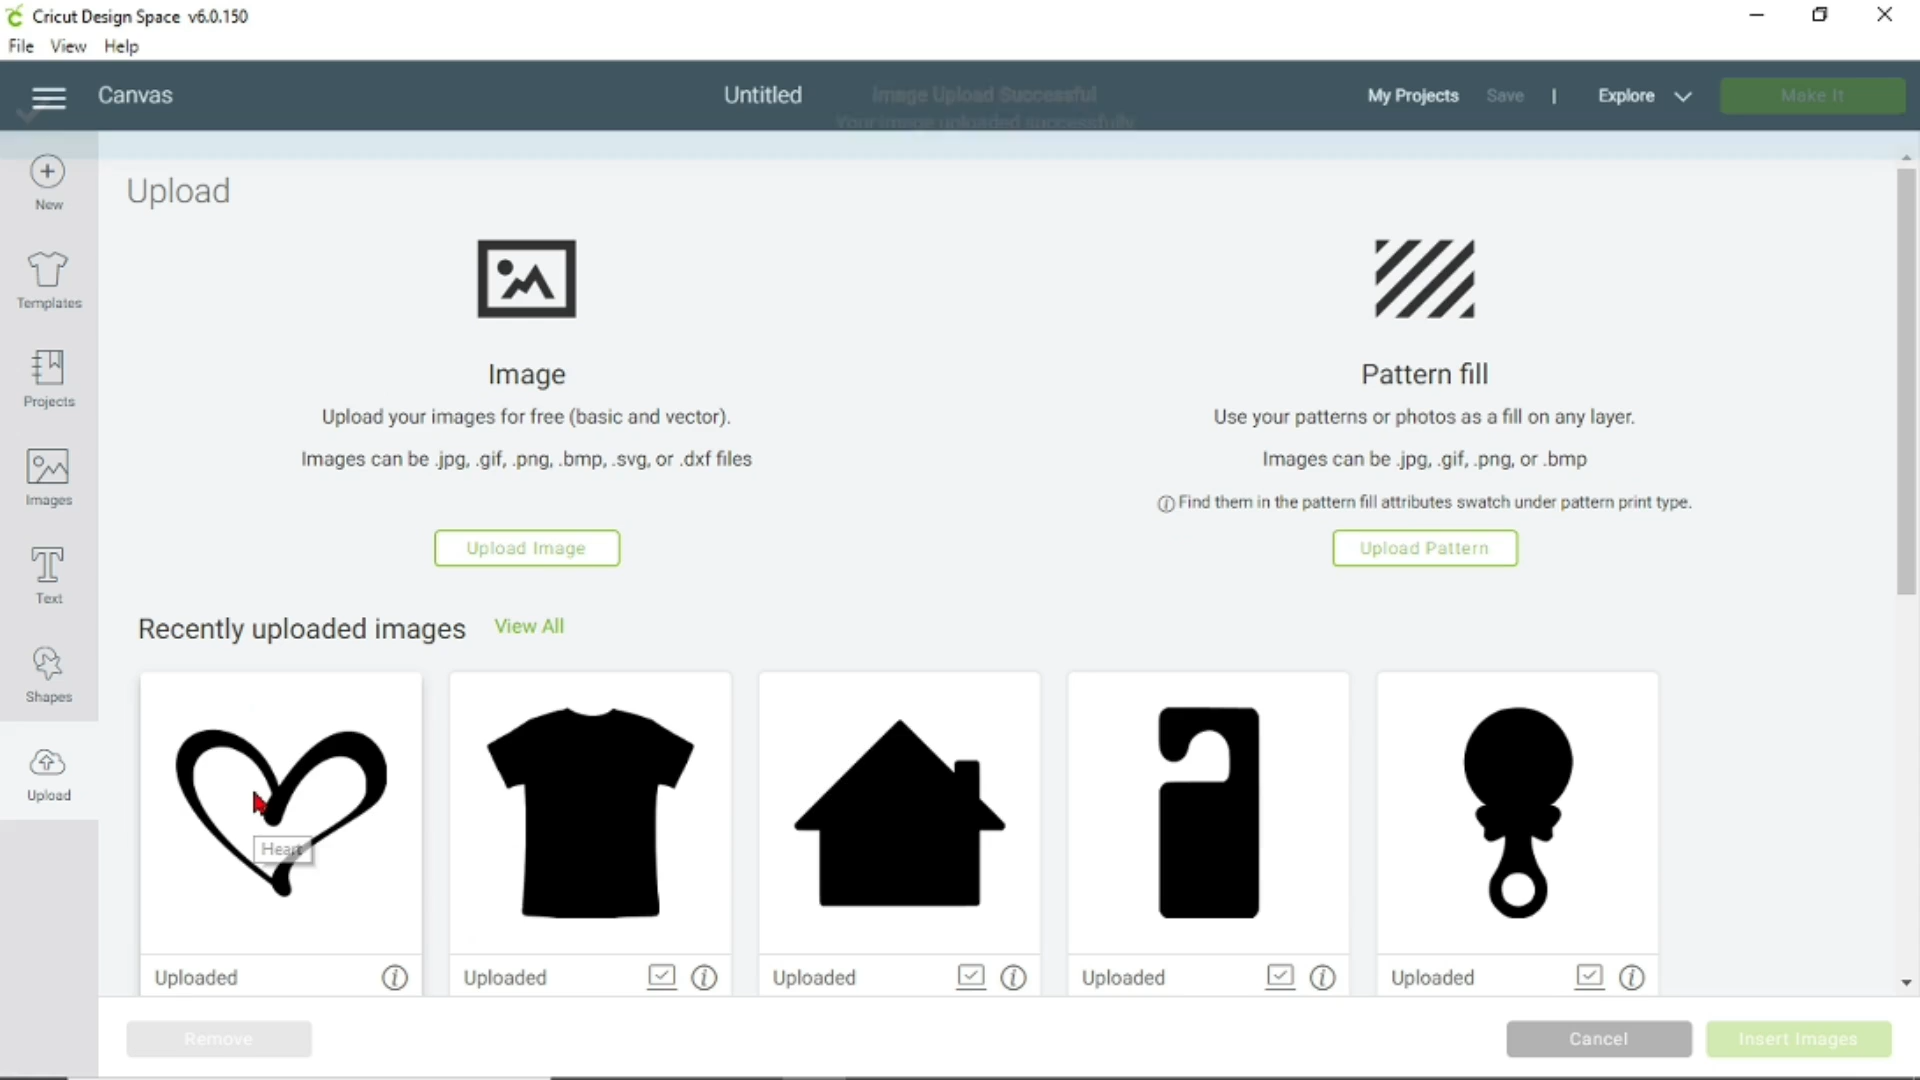 Cricut Design Space v6.0.150
File View Help
Canvas
Untitled
Image Upload Successful
Your image uploaded successfully
My Projects Save | Explore Make It
New
Templates
Projects
Images
Text
Shapes
Upload
Upload
Image
Upload your images for free (basic and vector).
Images can be .jpg, .gif, .png, .bmp, .svg, or .dxf files
Upload Image
Pattern fill
Use your patterns or photos as a fill on any layer.
Images can be .jpg, .gif, .png, or .bmp
Find them in the pattern fill attributes swatch under pattern print type.
Upload Pattern
Recently uploaded images View All
Heart
Uploaded Uploaded Uploaded Uploaded Uploaded
Remove Cancel Insert Images